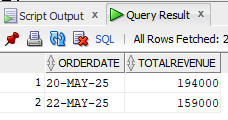 Script Output × Query Result ×
SQL | All Rows Fetched: 2
ORDERDATE TOTALREVENUE
1 20-MAY-25 194000
2 22-MAY-25 159000